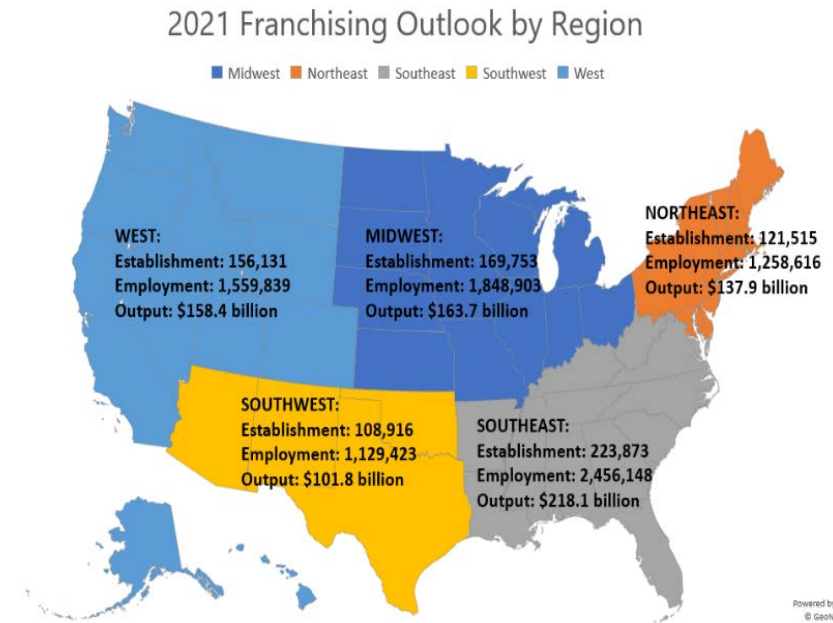 2021 Franchising Outlook by Region
Midwest Northeast Southeast Southwest West
NORTHEAST:
Establishment: 121,515
Employment: 1,258,616
Output: $137.9 billion
WEST:
Establishment: 156,131
Employment: 1,559,839
Output: $158.4 billion
MIDWEST:
Establishment: 169,753
Employment: 1,848,903
Output: $163.7 billion
SOUTHWEST:
Establishment: 108,916
Employment: 1,129,423
Output: $101.8 billion
SOUTHEAST:
Establishment: 223,873
Employment: 2,456,148
Output: $218.1 billion
Powered by
©